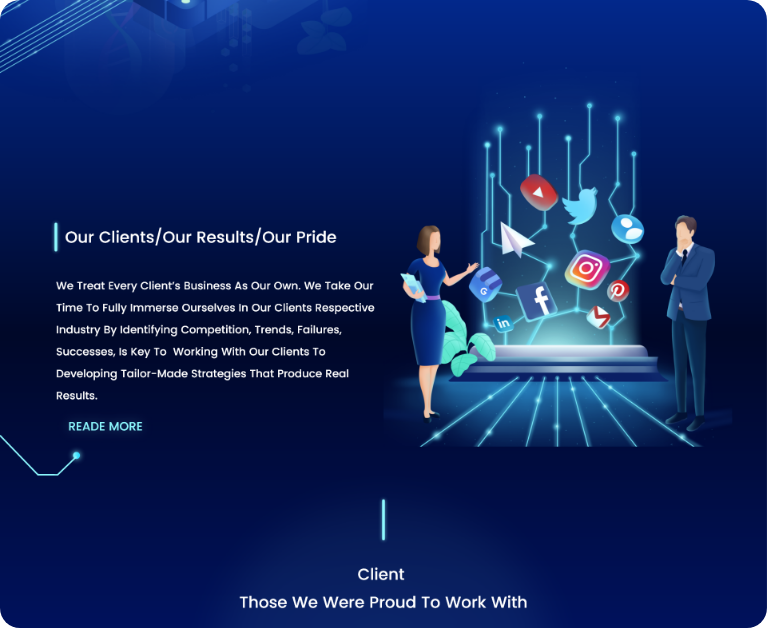 Our Clients/Our Results/Our Pride
We Treat Every Client's Business As Our Own. We Take Our
Time To Fully Immerse Ourselves In Our Clients Respective
Industry By Identifying Competition, Trends, Failures,
Successes, Is Key To Working With Our Clients To
Developing Tailor-Made Strategies That Produce Real
Results.
READE MORE
Client
Those We Were Proud To Work With